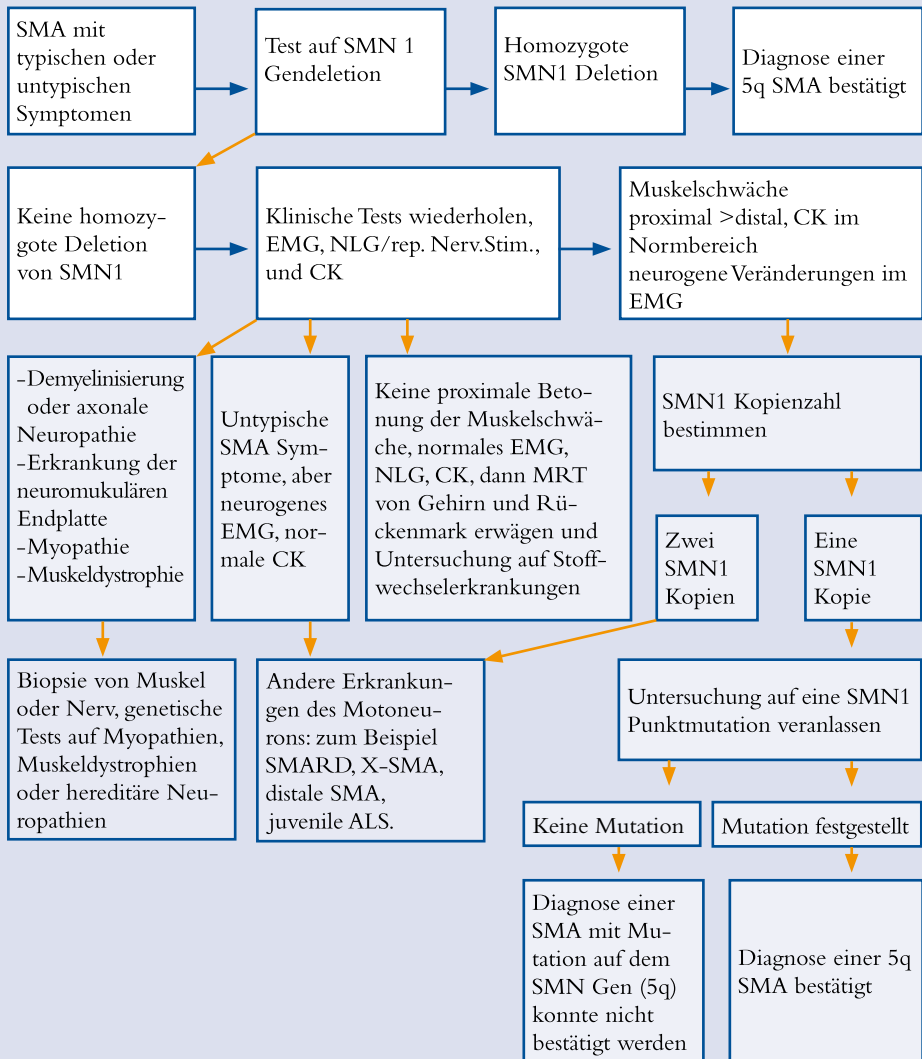 SMA mit
typischen oder
untypischen
Symptomen
Test auf SMN 1
Gendeletion
Homozygote
SMN1 Deletion
Diagnose einer
5q SMA bestätigt
Keine homozy-
gote Deletion
von SMN1
Klinische Tests wiederholen,
EMG, NLG/rep. Nerv.Stim.,
und CK
Muskelschwäche
proximal >distal, CK im
Normbereich
neurogene Veränderungen im
EMG
-Demyelinisierung
oder axonale
Neuropathie
-Erkrankung der
neuromukulären
Endplatte
-Myopathie
-Muskeldystrophie
Untypische
SMA Sym-
ptome, aber
neurogenes
EMG, nor-
male CK
Keine proximale Beto-
nung der Muskelschwä-
che, normales EMG,
NLG, CK, dann MRT
von Gehirn und Rü-
ckenmark erwägen und
Untersuchung auf Stoff-
wechselerkrankungen
SMN1 Kopienzahl
bestimmen
Zwei
SMN1
Kopien
Eine
SMN1
Kopie
Biopsie von Muskel
oder Nerv, genetische
Tests auf Myopathien,
Muskeldystrophien
oder hereditäre Neu-
ropathien
Andere Erkrankun-
gen des Motoneu-
rons: zum Beispiel
SMARD, X-SMA,
distale SMA,
juvenile ALS.
Untersuchung auf eine SMN1
Punktmutation veranlassen
Keine Mutation
Mutation festgestellt
Diagnose einer
SMA mit Mu-
tation auf dem
SMN Gen (5q)
konnte nicht
bestätigt werden
Diagnose einer 5q
SMA bestätigt